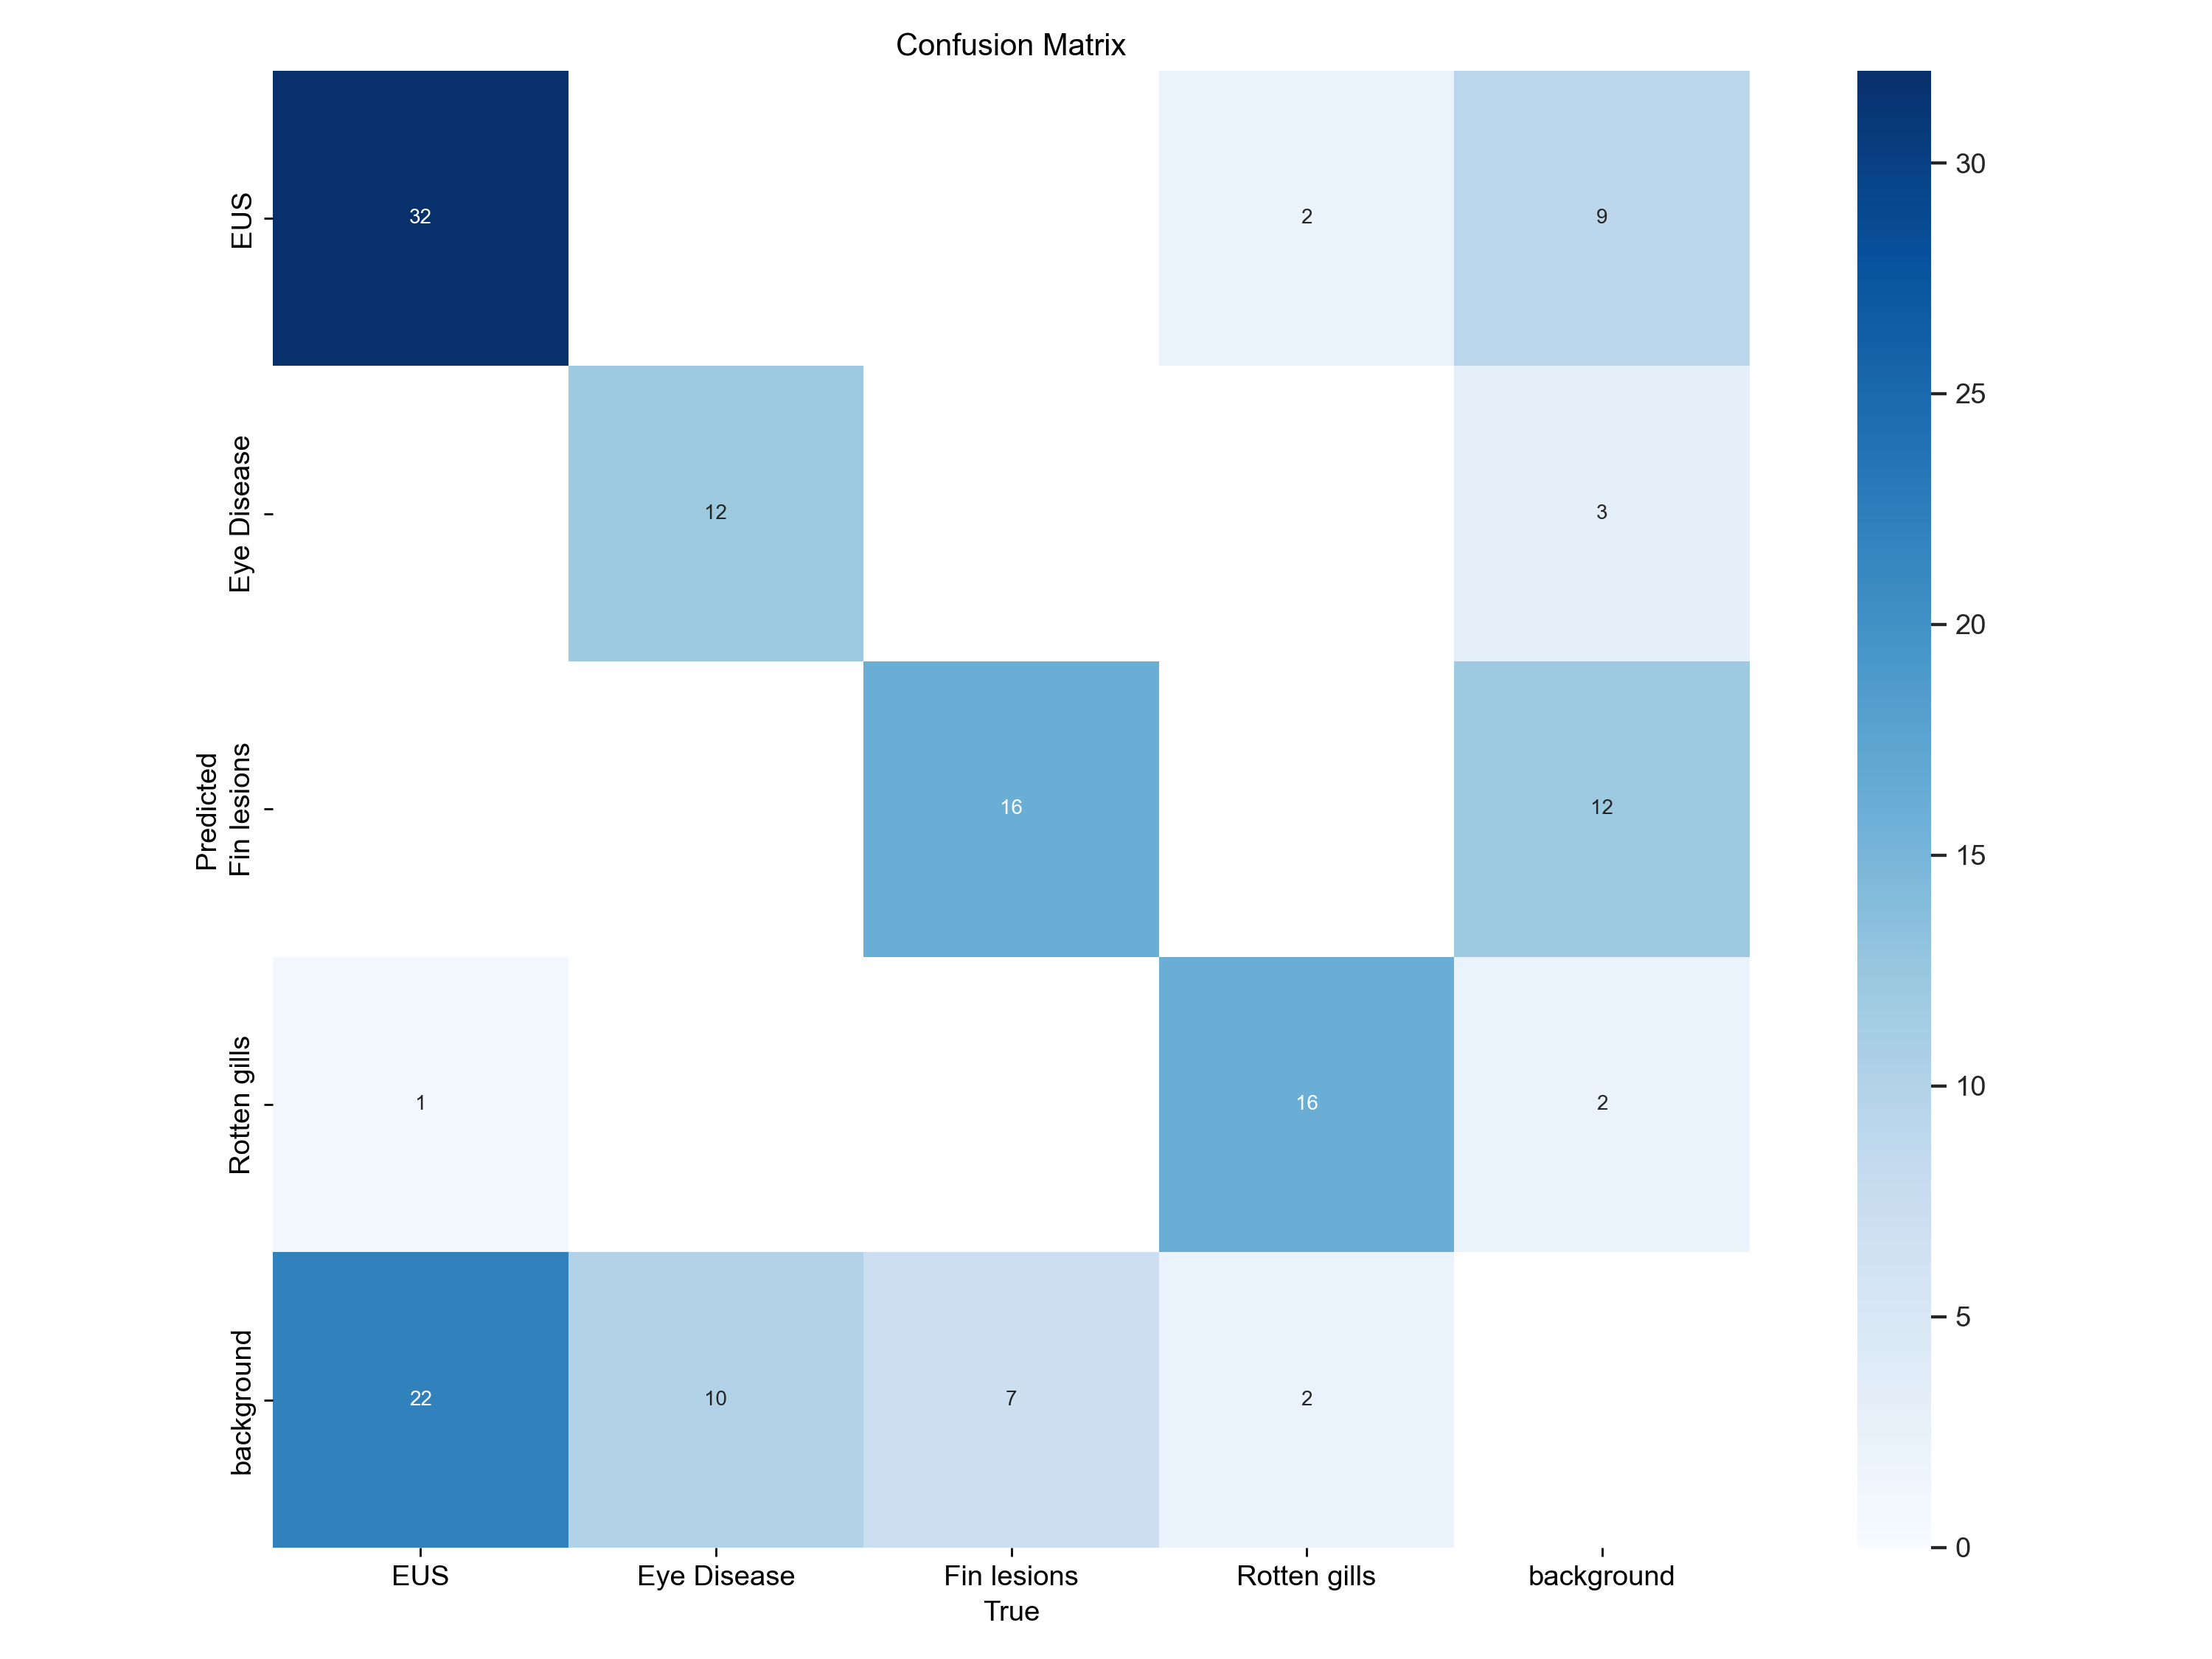 Confusion Matrix
EUS
Eye Disease
Fin lesions
Rotten gills
background
Predicted
32
2
9
12
3
16
12
1
16
2
22
10
7
2
EUS
Eye Disease
Fin lesions
Rotten gills
background
True
30
25
20
15
10
5
0